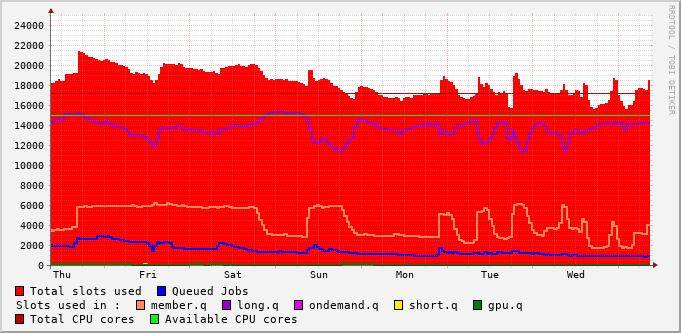 RRDTOOL / TOBI OETIKER
24000
22000
20000
18000
16000
14000
12000
10000
8000
6000
4000
2000
0
Thu Fri Sat Sun Mon Tue Wed
Total slots used Queued Jobs
Slots used in : member.q long.q ondemand.q short.q gpu.q
Total CPU cores Available CPU cores